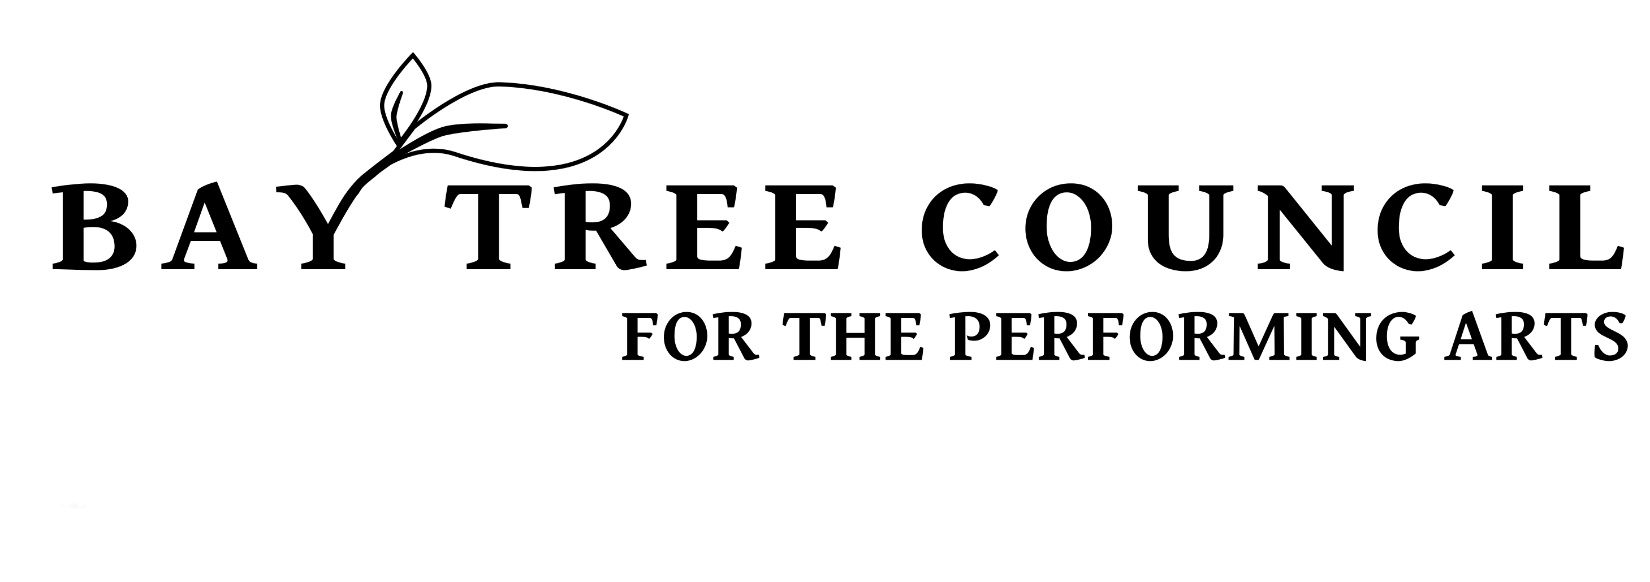 BAY TREE COUNCIL
FOR THE PERFORMING ARTS